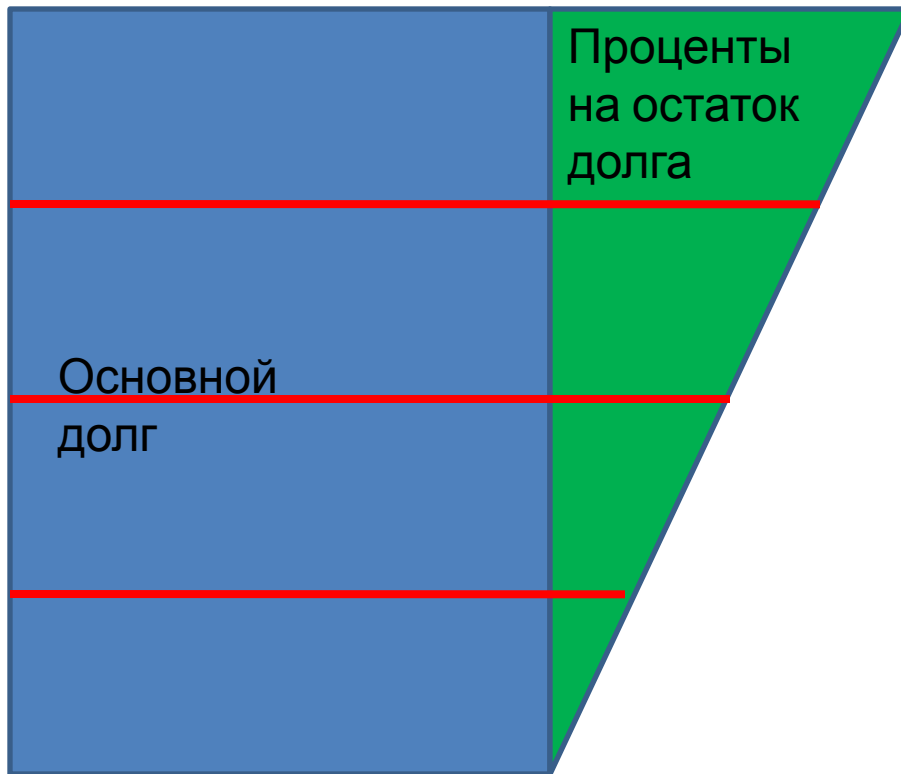 Проценты
на остаток
долга
Основной
долг